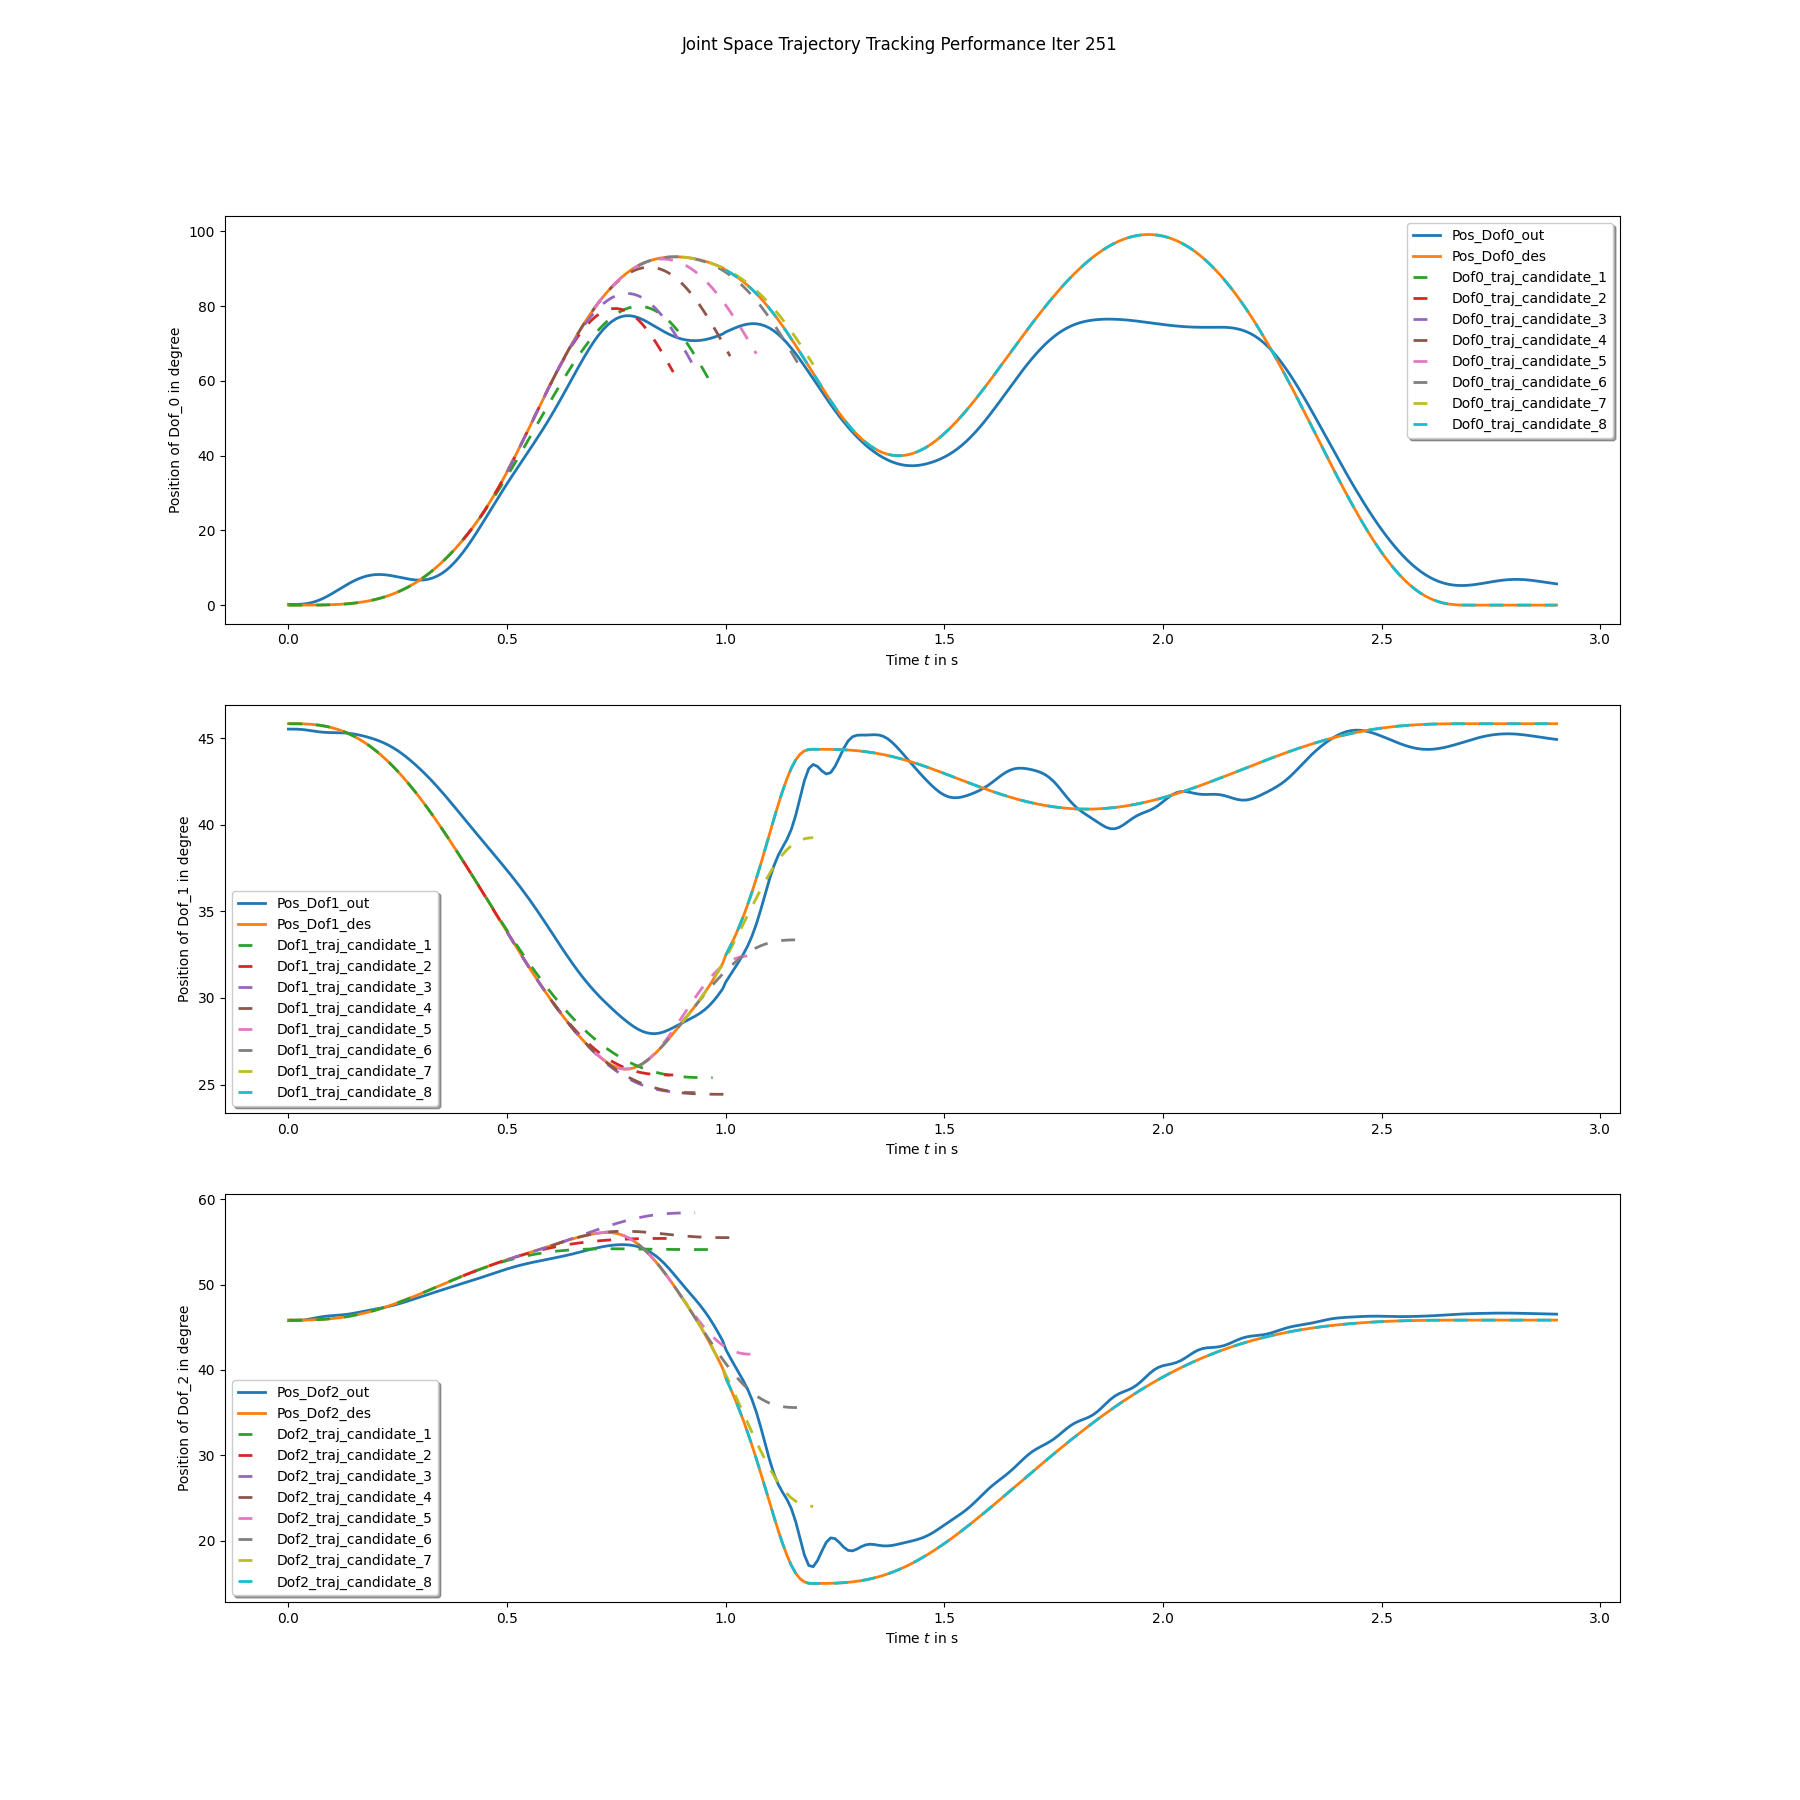 Joint Space Trajectory Tracking Performance Iter 251
100
80
60
40
20
0
Position of Dof_0 in degree
0.0 0.5 1.0 1.5 2.0 2.5 3.0
Time t in s
Pos_Dof0_out
Pos_Dof0_des
Dof0_traj_candidate_1
Dof0_traj_candidate_2
Dof0_traj_candidate_3
Dof0_traj_candidate_4
Dof0_traj_candidate_5
Dof0_traj_candidate_6
Dof0_traj_candidate_7
Dof0_traj_candidate_8
45
40
35
30
25
Position of Dof_1 in degree
Pos_Dof1_out
Pos_Dof1_des
Dof1_traj_candidate_1
Dof1_traj_candidate_2
Dof1_traj_candidate_3
Dof1_traj_candidate_4
Dof1_traj_candidate_5
Dof1_traj_candidate_6
Dof1_traj_candidate_7
Dof1_traj_candidate_8
0.0 0.5 1.0 1.5 2.0 2.5 3.0
Time t in s
60
50
40
30
20
Position of Dof_2 in degree
Pos_Dof2_out
Pos_Dof2_des
Dof2_traj_candidate_1
Dof2_traj_candidate_2
Dof2_traj_candidate_3
Dof2_traj_candidate_4
Dof2_traj_candidate_5
Dof2_traj_candidate_6
Dof2_traj_candidate_7
Dof2_traj_candidate_8
0.0 0.5 1.0 1.5 2.0 2.5 3.0
Time t in s